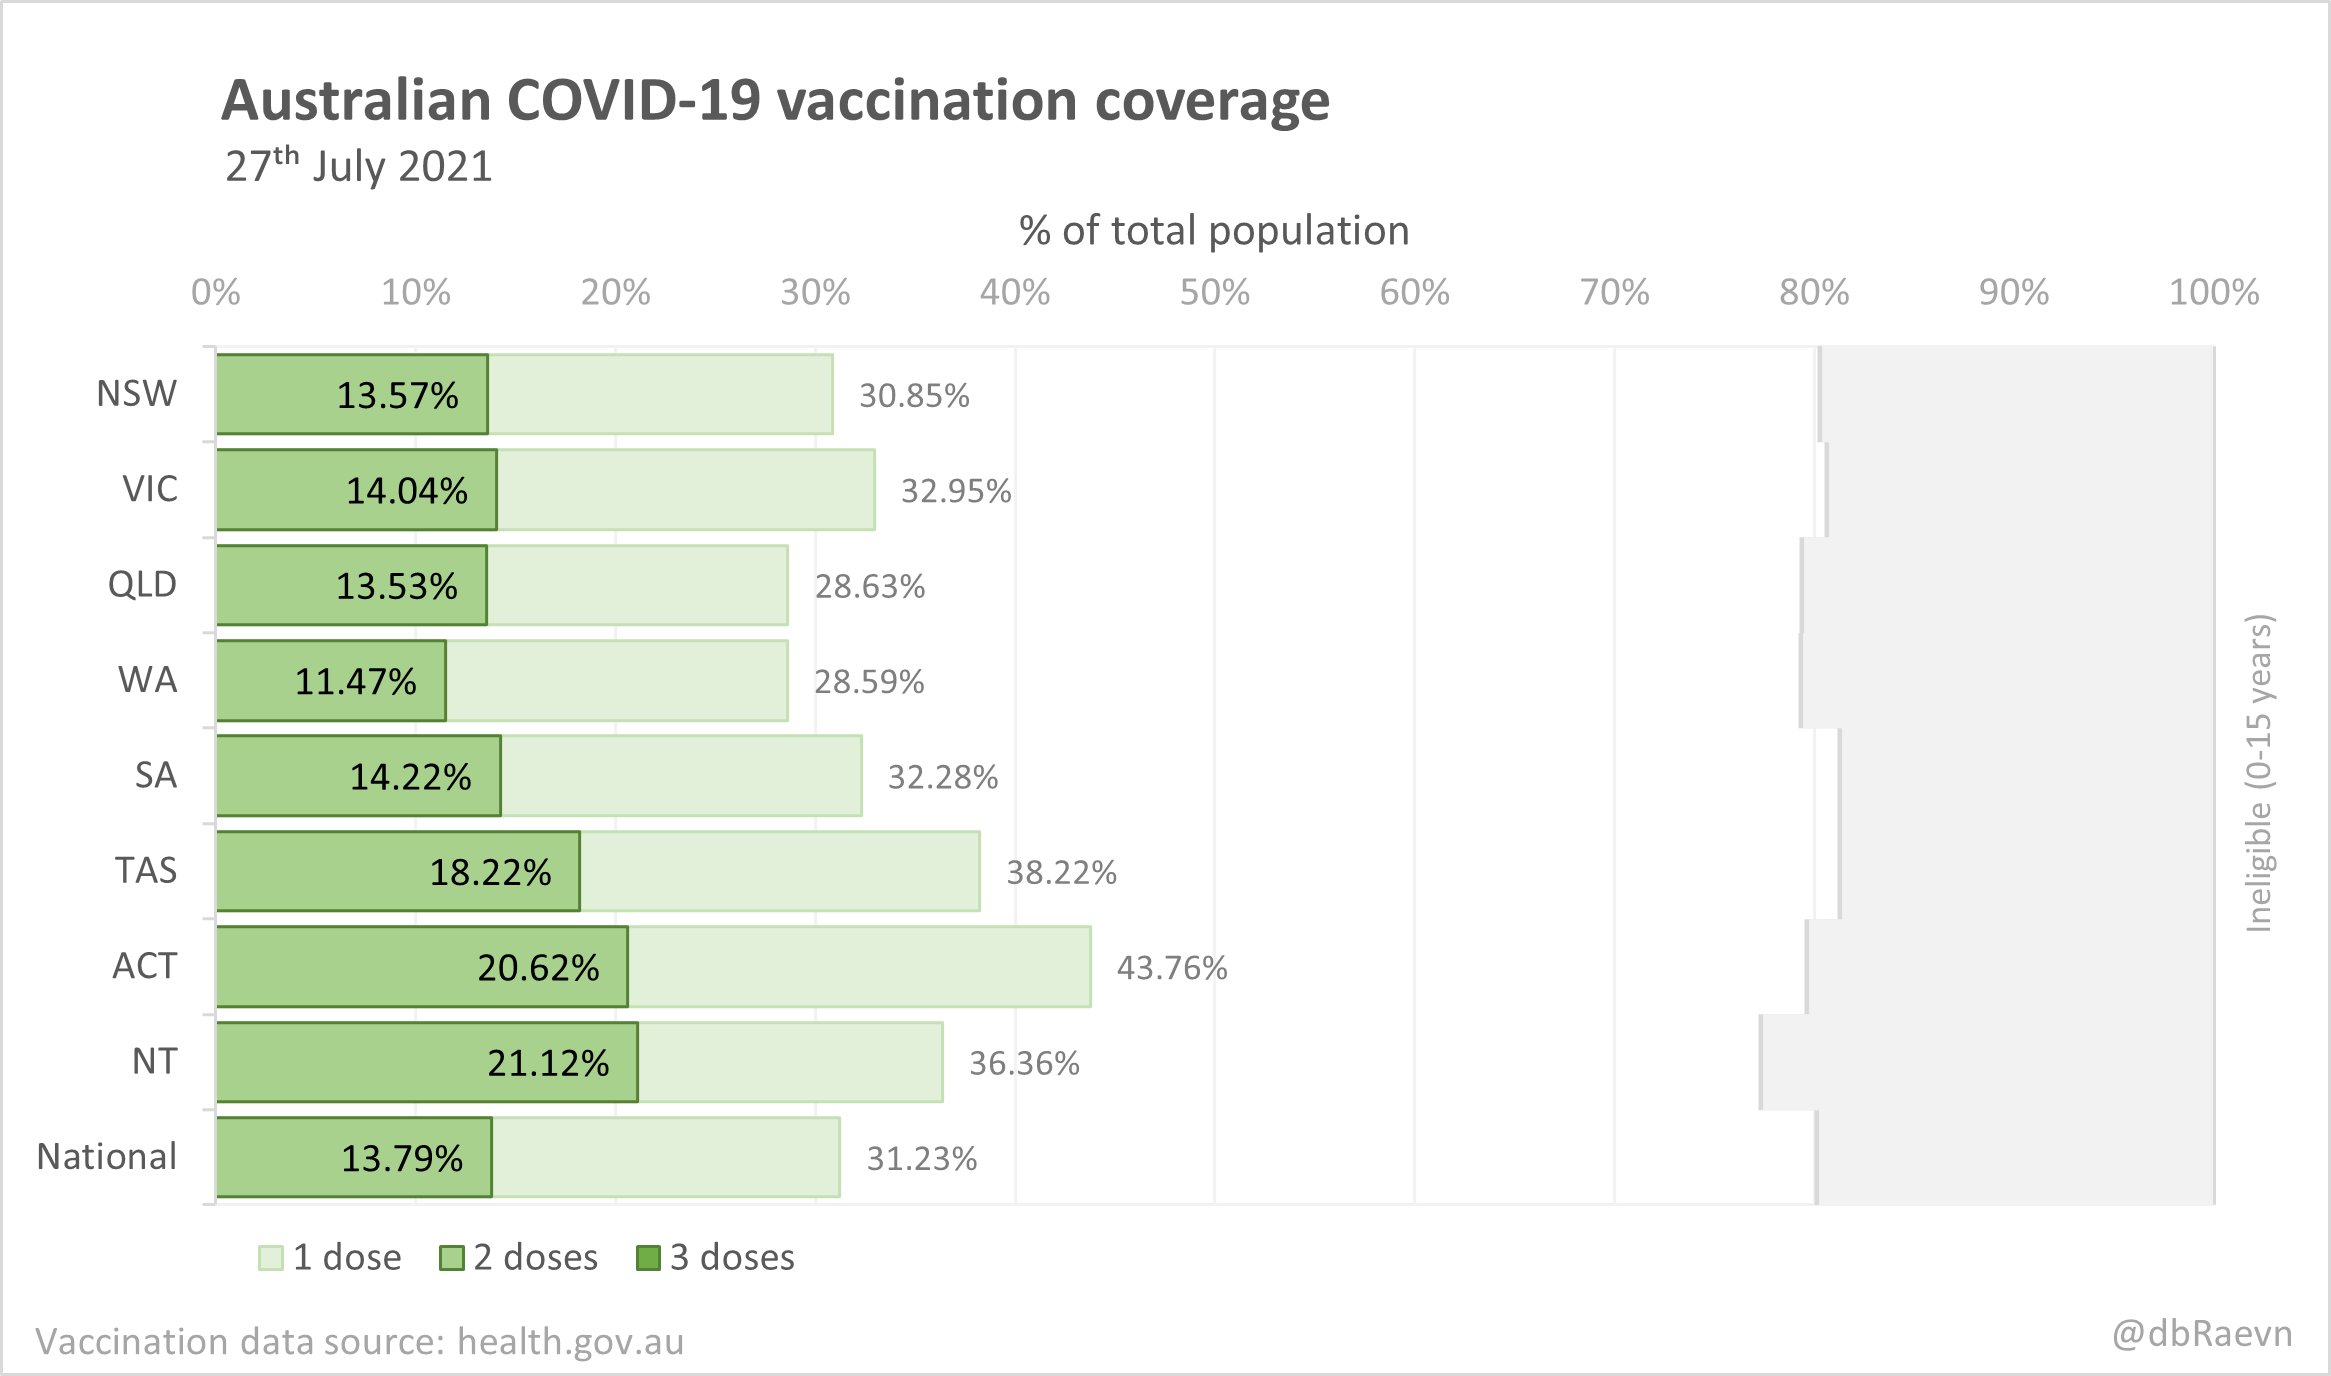 Australian COVID-19 vaccination coverage
27th July 2021
% of total population
0% 10% 20% 30% 40% 50% 60% 70% 80% 90% 100%
NSW 13.57% 30.85%
VIC 14.04% 32.95%
QLD 13.53% 28.63%
WA 11.47% 28.59%
SA 14.22% 32.28%
TAS 18.22% 38.22%
ACT 20.62% 43.76%
NT 21.12% 36.36%
National 13.79% 31.23%
Ineligible (0-15 years)
1 dose 2 doses 3 doses
Vaccination data source: health.gov.au
@dbRaevn